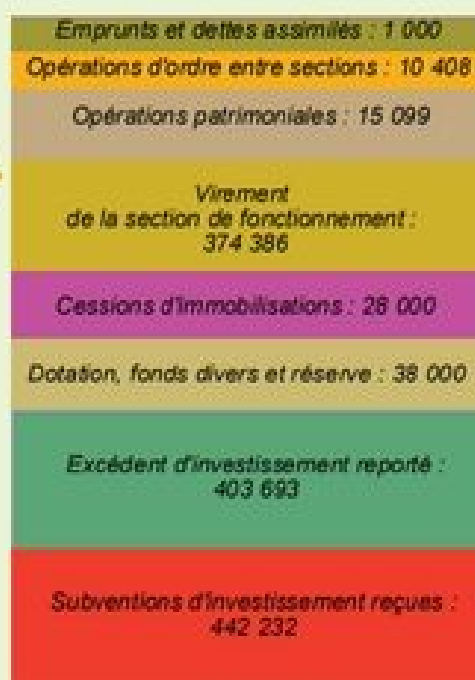 Emprunts et dettes assimilés : 1 000
Opérations d'ordre entre sections : 10 408
Opérations patrimoniales : 15 099
Virement
de la section de fonctionnement :
374 386
Cessions d'immobilisations : 28 000
Dotation, fonds divers et réserve : 38 000
Excédent d'investissement reporté :
403 693
Subventions d'investissement reçues :
442 232